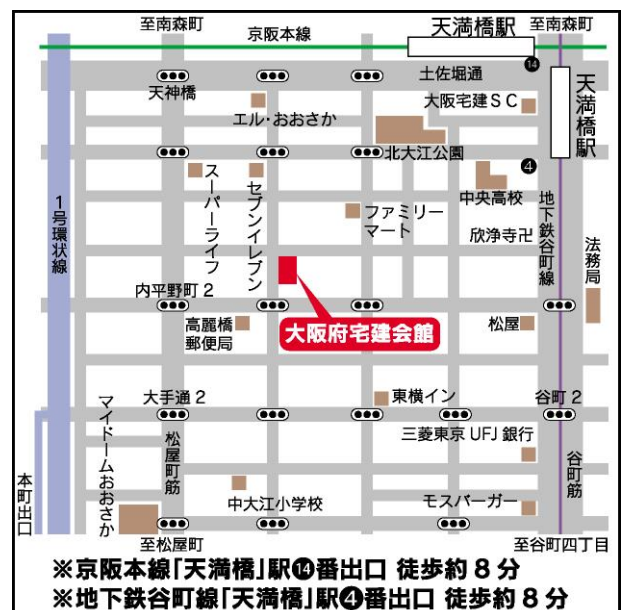 至南森町
京阪本線
天満橋駅
至南森町
天神橋
土佐堀通
⓮
天満橋駅
エル・おおさか
大阪宅建SC
北大江公園
❹
中央高校
スーパーライフ
セブンイレブン
ファミリー
マート
欣浄寺卍
地下鉄谷町線
1号環状線
法務局
内平野町2
高麗橋
郵便局
大阪府宅建会館
松屋
大手通2
東横イン
谷町2
マイドームおおさか
松屋町筋
三菱東京UFJ銀行
谷町筋
本町出口
中大江小学校
モスバーガー
至松屋町
至谷町四丁目
※京阪本線「天満橋」駅⓮番出口 徒歩約8分
※地下鉄谷町線「天満橋」駅❹番出口 徒歩約8分